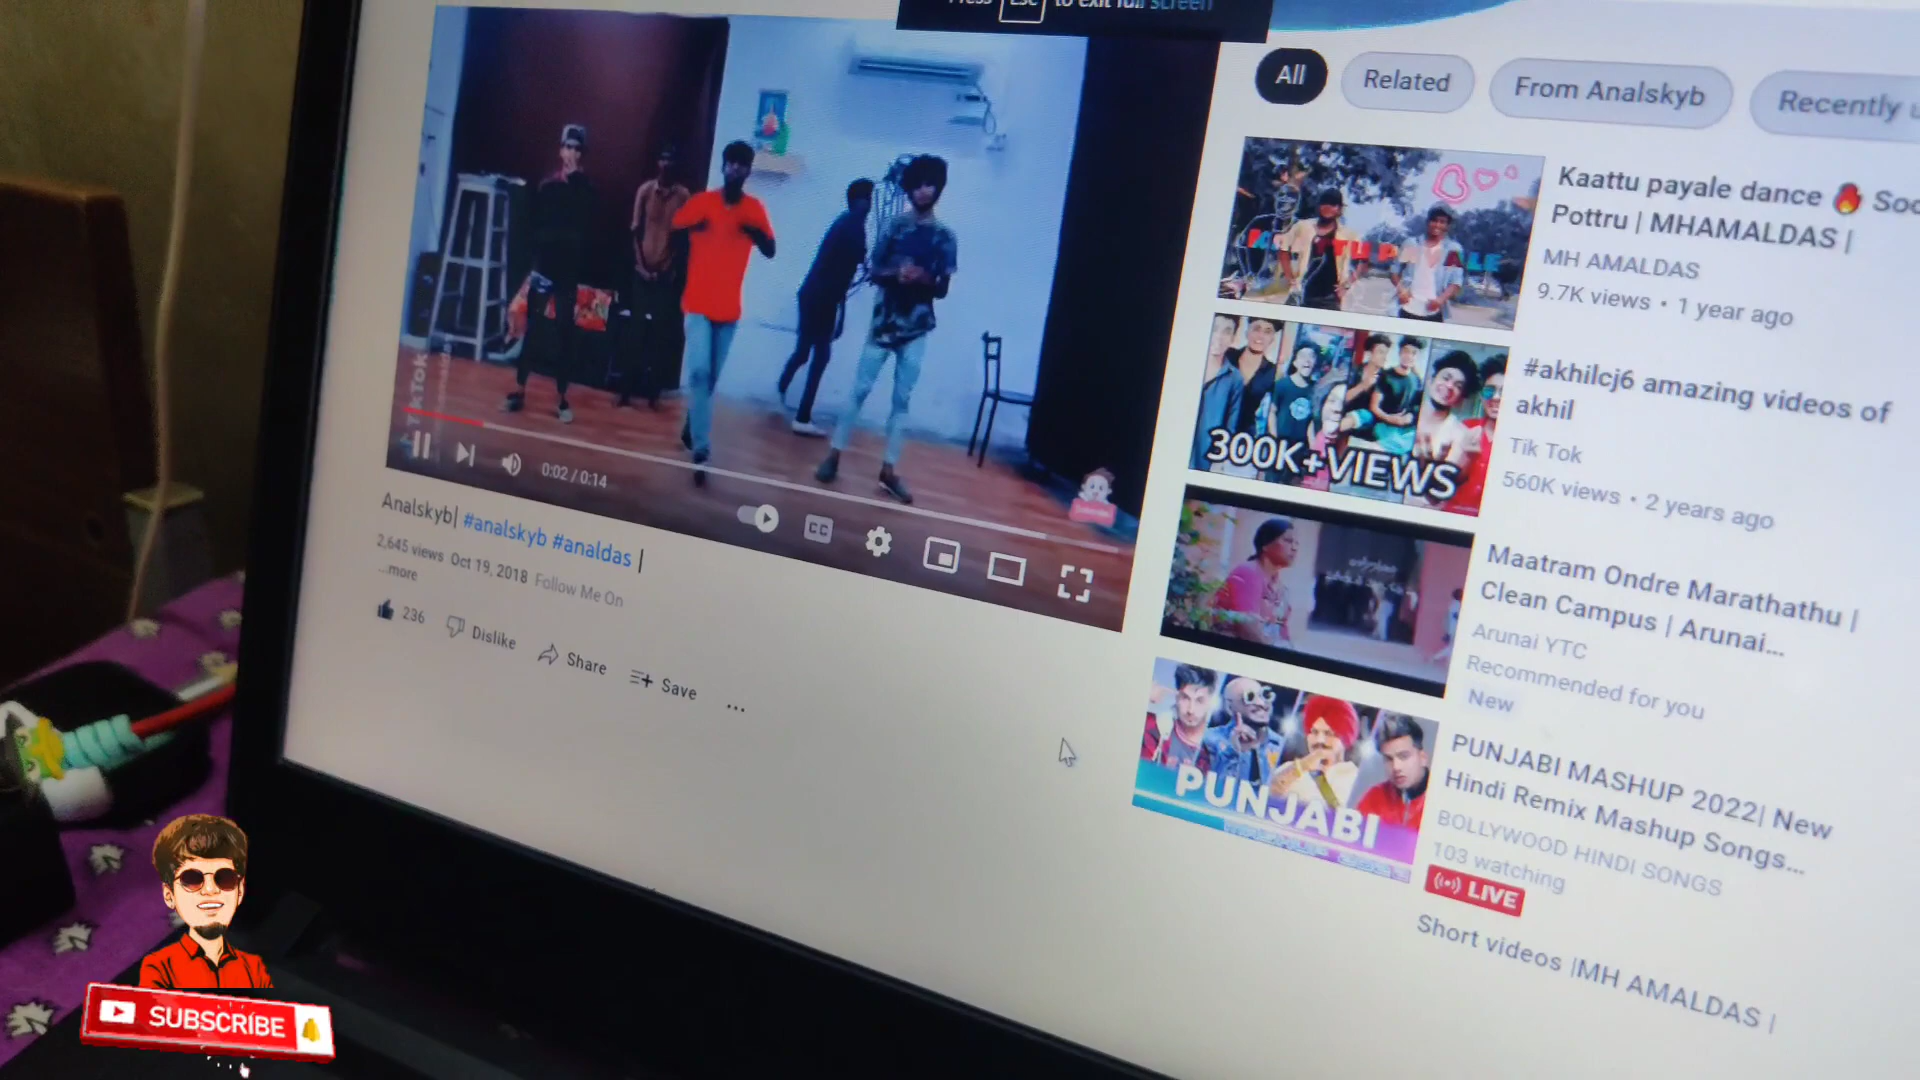 Press Esc to exit full screen
TikTok
0:02 / 0:14
CC
Analskyb| #analskyb #analdas |
2,645 views Oct 19, 2018 Follow Me On
...more
236 Dislike Share Save ...
All Related From Analskyb Recently
Kaattu payale dance 🔥
Pottru | MHAMALDAS |
MH AMALDAS
9.7K views • 1 year ago
300K+VIEWS
#akhilcj6 amazing videos of
akhil
Tik Tok
560K views • 2 years ago
Maatram Ondre Marathathu |
Clean Campus | Arunai...
Arunai YTC
Recommended for you
New
PUNJABI
PUNJABI MASHUP 2022| New
Hindi Remix Mashup Songs...
BOLLYWOOD HINDI SONGS
103 watching
LIVE
Short videos |MH AMALDAS |
SUBSCRIBE